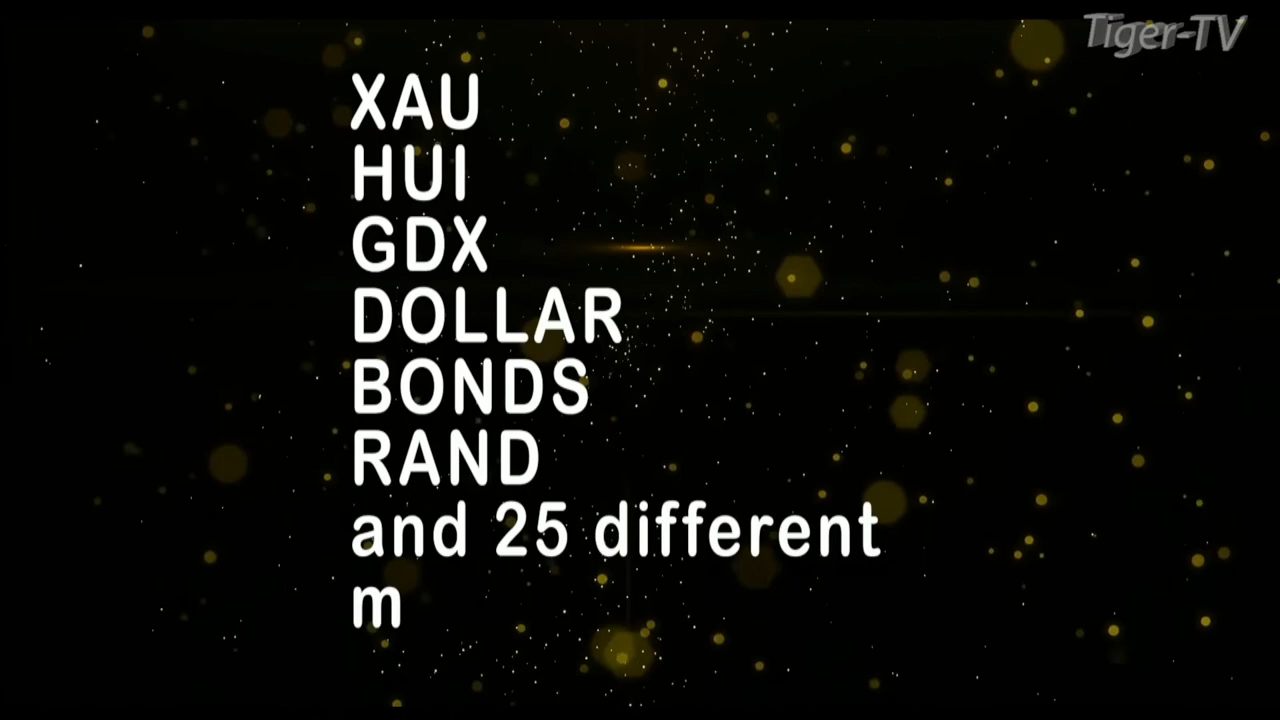 Tiger-TV
XAU
HUI
GDX
DOLLAR
BONDS
RAND
and 25 different
m